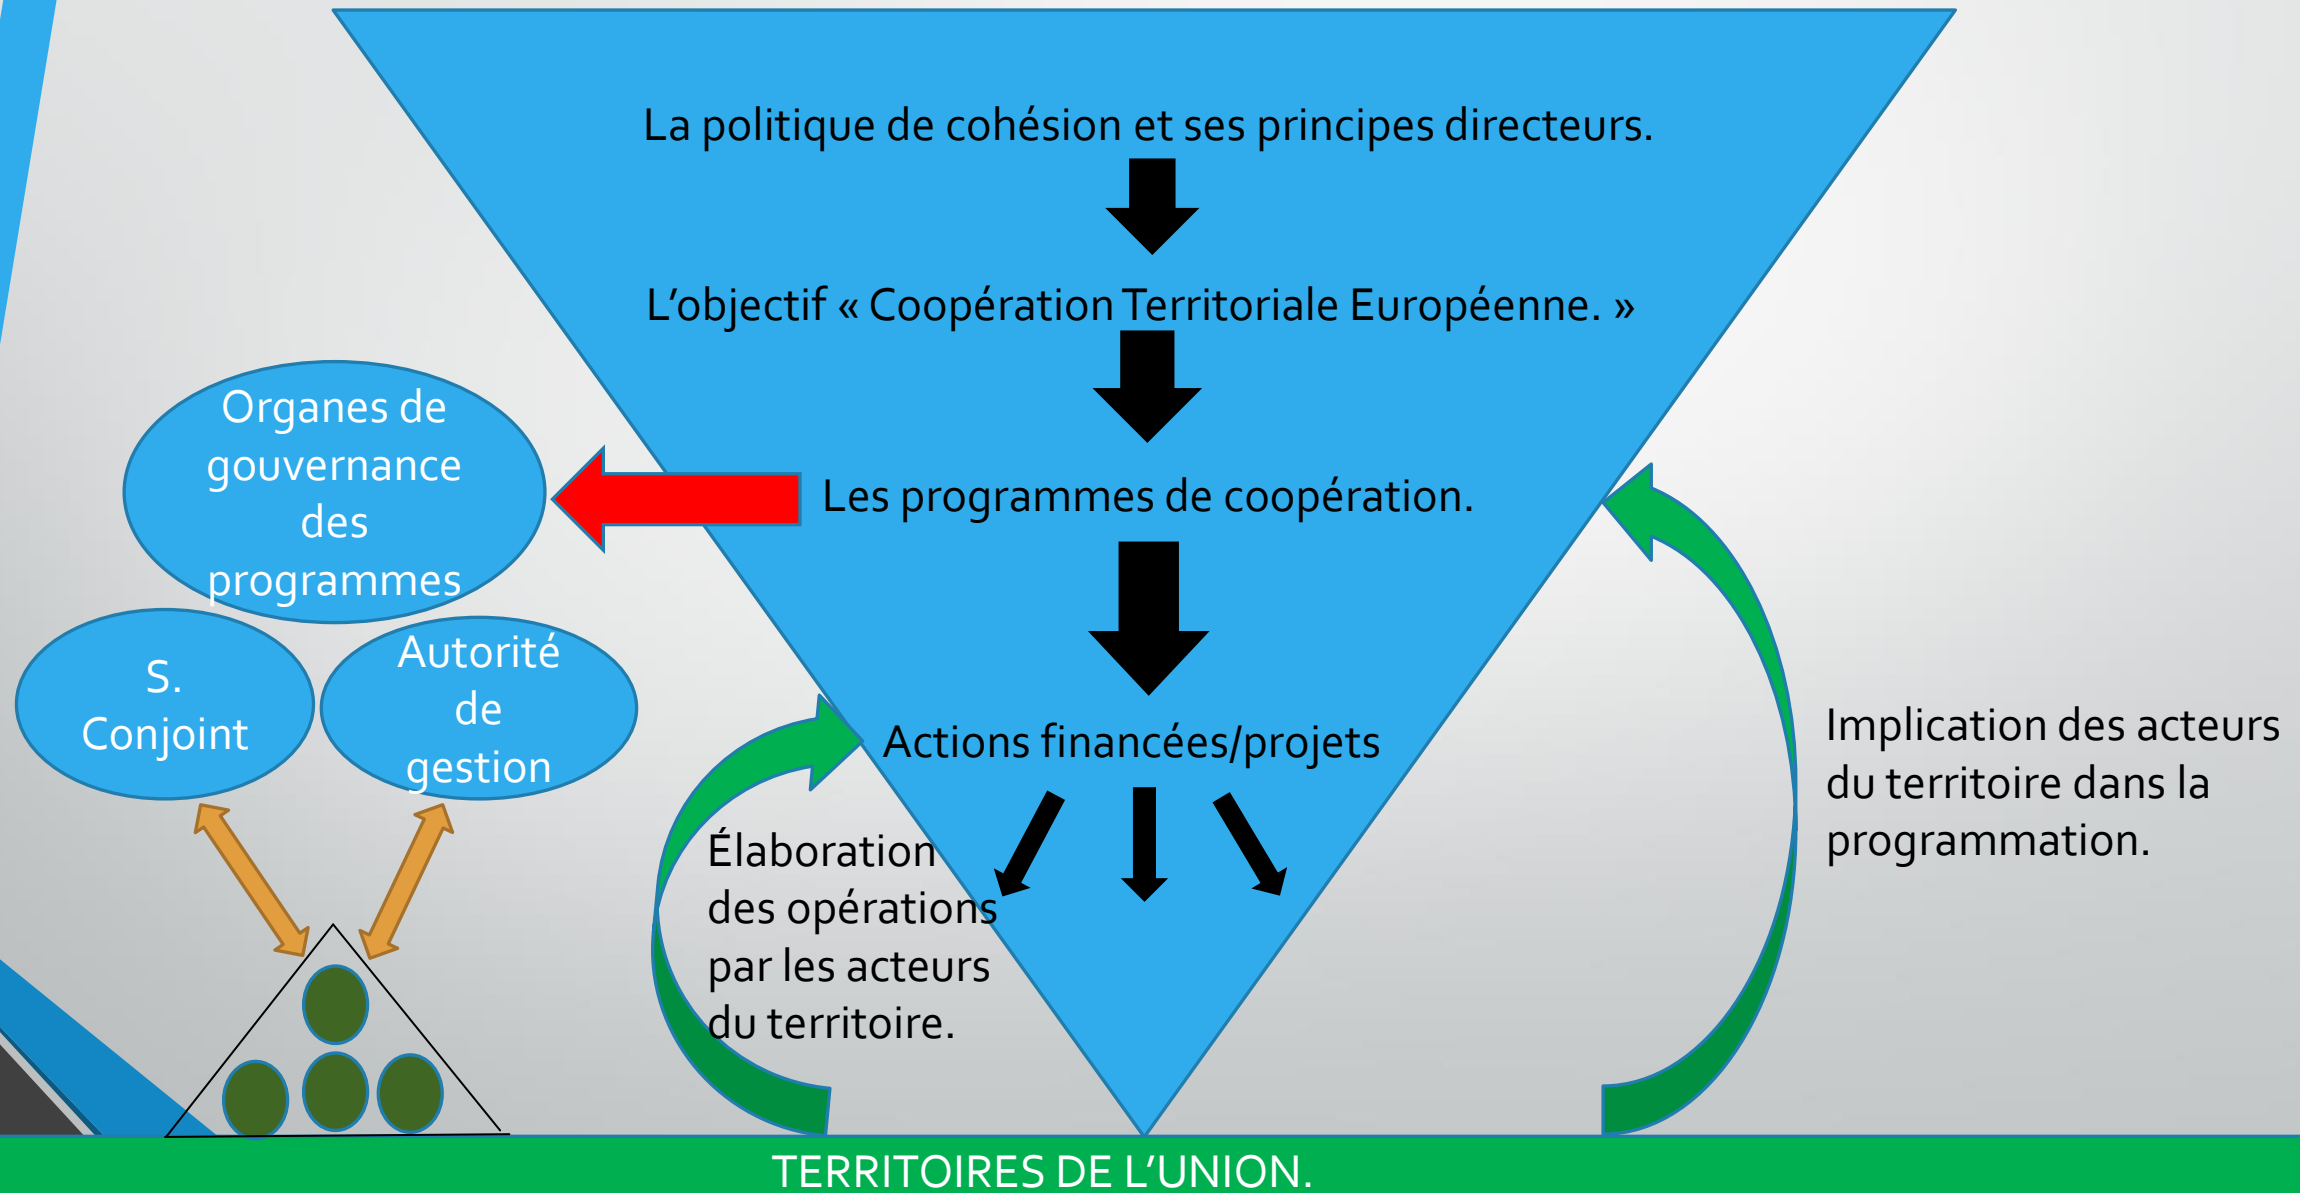 La politique de cohésion et ses principes directeurs.
L’objectif « Coopération Territoriale Européenne. »
Organes de
gouvernance
des
programmes
Les programmes de coopération.
S.
Conjoint
Autorité
de
gestion
Actions financées/projets
Implication des acteurs
du territoire dans la
programmation.
Élaboration
des opérations
par les acteurs
du territoire.
TERRITOIRES DE L’UNION.